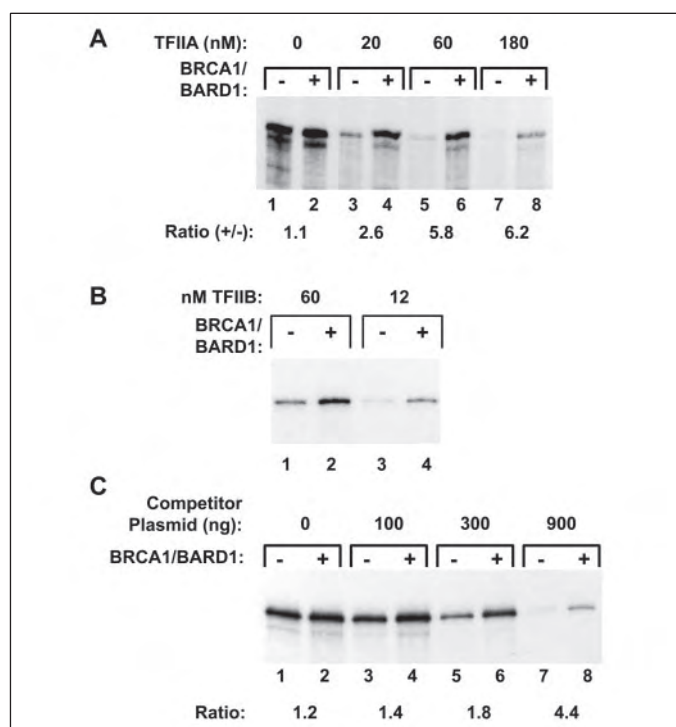 A
TFIIA (nM): 0 20 60 180
BRCA1/
BARD1: - + - + - + - +
1 2 3 4 5 6 7 8
Ratio (+/-): 1.1 2.6 5.8 6.2
B
nM TFIIB: 60 12
BRCA1/
BARD1: - + - +
1 2 3 4
C
Competitor
Plasmid (ng): 0 100 300 900
BRCA1/BARD1: - + - + - + - +
1 2 3 4 5 6 7 8
Ratio: 1.2 1.4 1.8 4.4